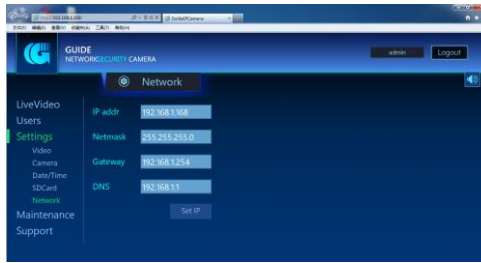 GuideIPCamera
GUIDE
NETWORKSECURITY CAMERA
admin
Logout
Network
LiveVideo
Users
Settings
Video
Camera
Date/Time
SDCard
Network
Maintenance
Support
IP addr
192.168.1.168
Netmask
255.255.255.0
Gateway
192.168.1.254
DNS
192.168.1.1
Set IP